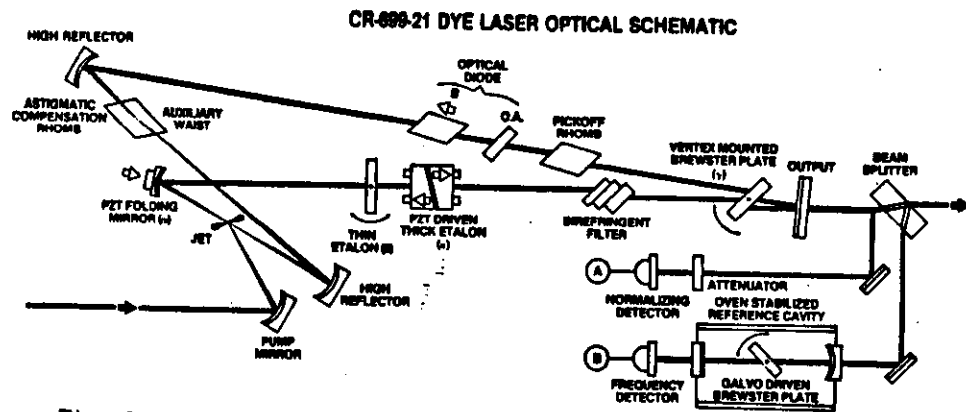 CR-699-21 DYE LASER OPTICAL SCHEMATIC
HIGH REFLECTOR
OPTICAL
DIODE
B
O.A.
ASTIGMATIC
COMPENSATION
RHOMB
AUXILIARY
WAIST
PICKOFF
RHOMB
VERTEX MOUNTED
BREWSTER PLATE
OUTPUT
BEAM
SPLITTER
PZT FOLDING
MIRROR
JET
THIN
ETALON
PZT DRIVEN
THICK ETALON
BIREFRINGENT
FILTER
HIGH
REFLECTOR
PUMP
MIRROR
A
ATTENUATOR
NORMALIZING
DETECTOR
OVEN STABILIZED
REFERENCE CAVITY
B
FREQUENCY
DETECTOR
GALVO DRIVEN
BREWSTER PLATE